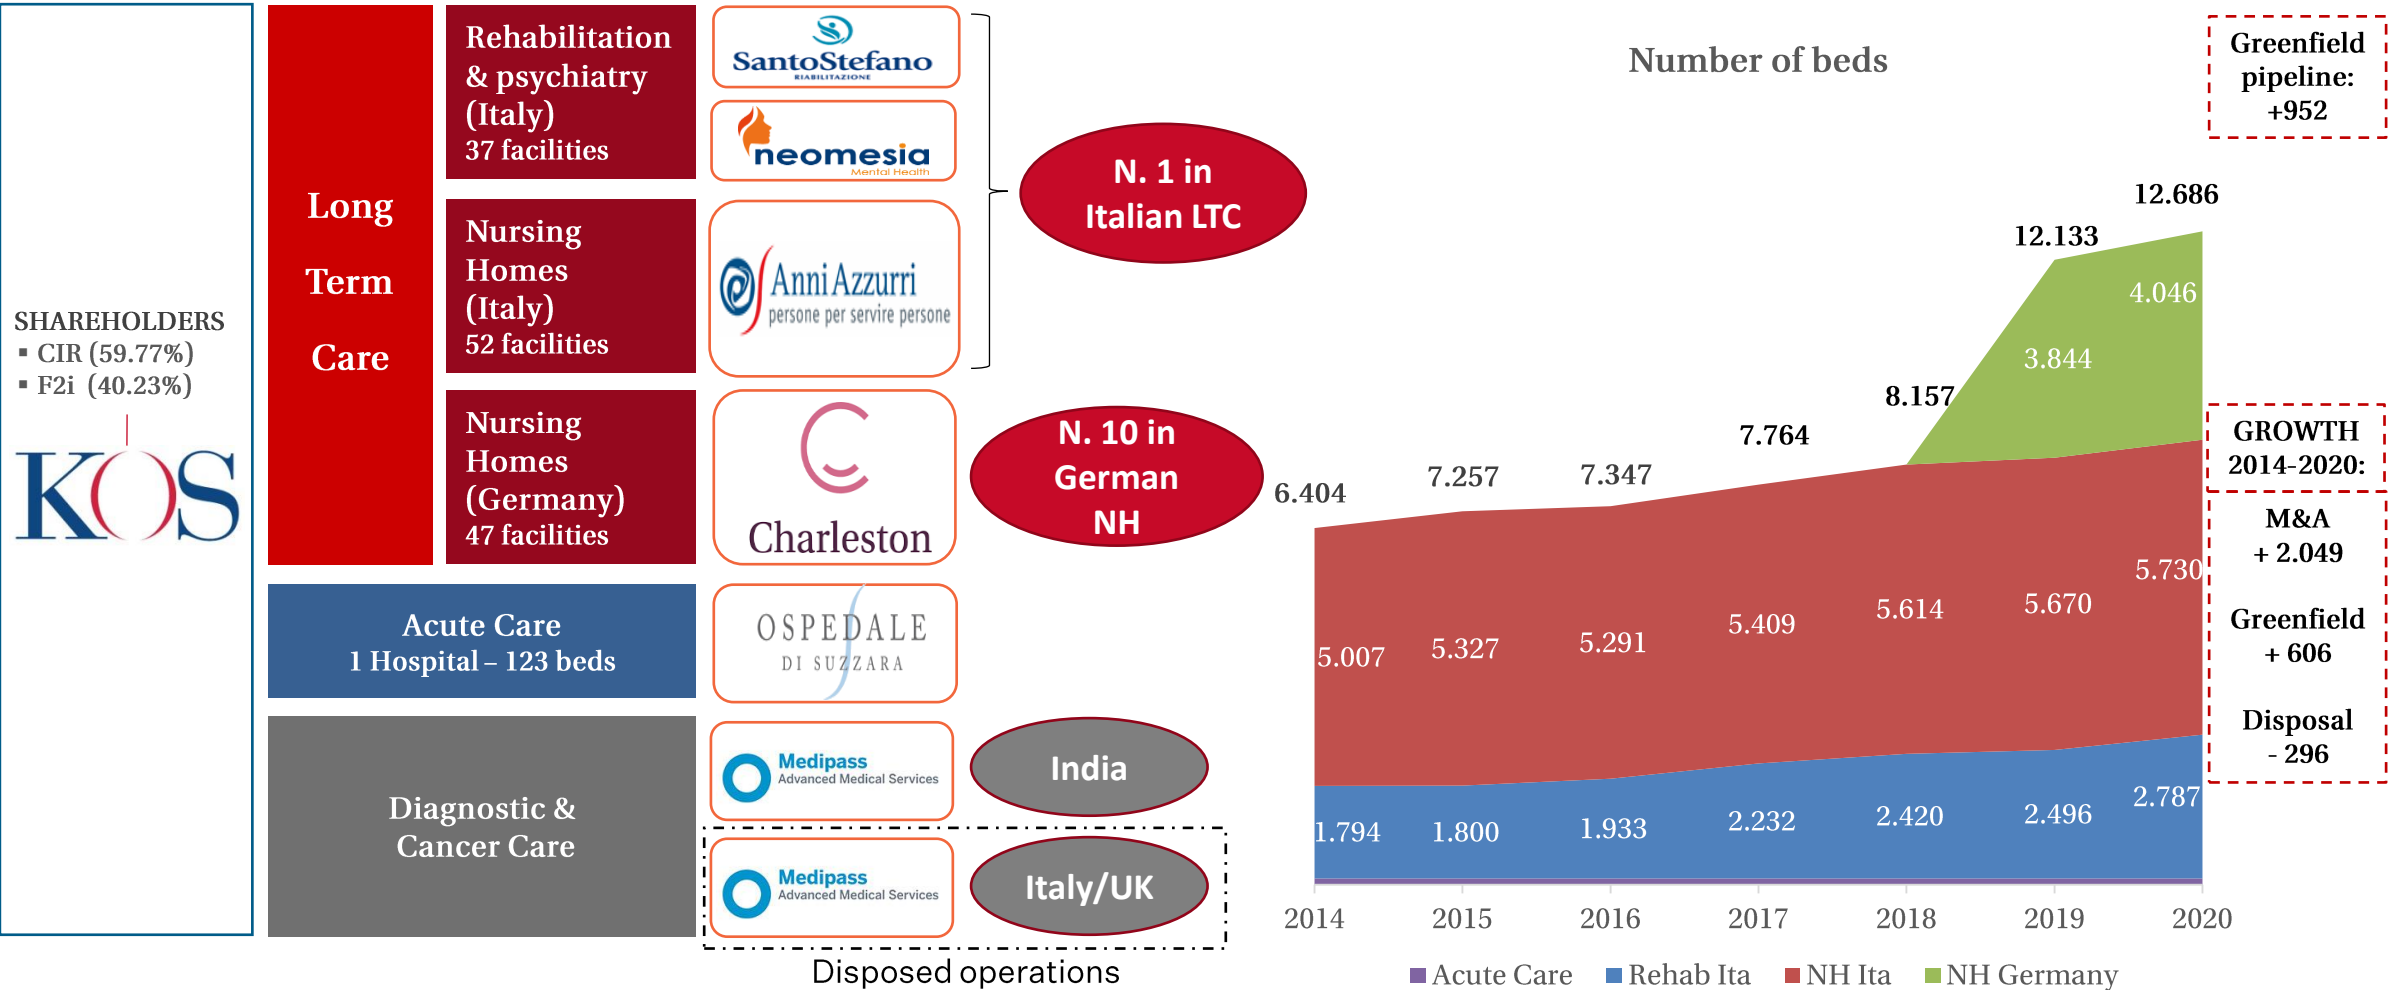 SHAREHOLDERS
▪ CIR (59.77%)
▪ F2i (40.23%)
KOS
Long
Term
Care
Rehabilitation
& psychiatry
(Italy)
37 facilities
SantoStefano
RIABILITAZIONE
neomesia
Mental Health
Nursing
Homes
(Italy)
52 facilities
Anni Azzurri
persone per servire persone
N. 1 in
Italian LTC
Nursing
Homes
(Germany)
47 facilities
Charleston
N. 10 in
German
NH
Acute Care
1 Hospital – 123 beds
OSPEDALE
DI SUZZARA
Diagnostic &
Cancer Care
Medipass
Advanced Medical Services
India
Medipass
Advanced Medical Services
Italy/UK
Disposed operations
Number of beds
6.404
7.257
7.347
7.764
8.157
12.133
12.686
3.844
4.046
5.007
5.327
5.291
5.409
5.614
5.670
5.730
1.794
1.800
1.933
2.232
2.420
2.496
2.787
2014
2015
2016
2017
2018
2019
2020
Acute Care
Rehab Ita
NH Ita
NH Germany
Greenfield
pipeline:
+952
GROWTH
2014-2020:
M&A
+ 2.049
Greenfield
+ 606
Disposal
- 296